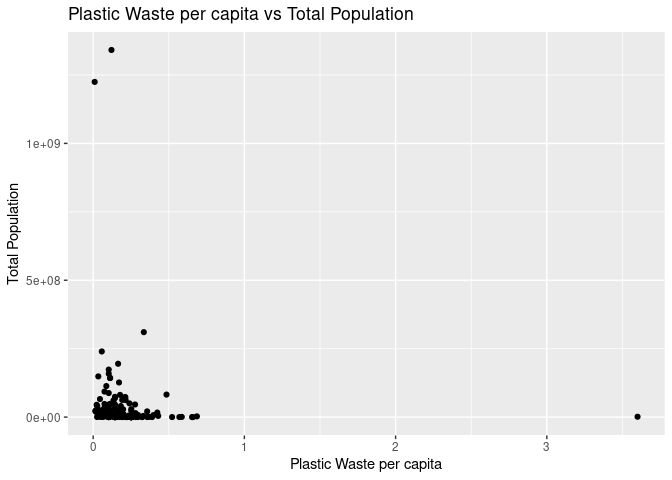 Plastic Waste per capita vs Total Population
1e+09
5e+08
0e+00
Total Population
0
1
2
3
Plastic Waste per capita